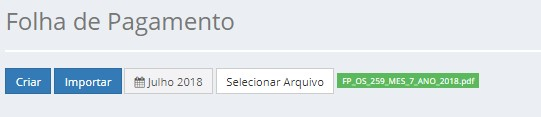 Folha de Pagamento
Criar Importar Julho 2018 Selecionar Arquivo FP_OS_259_MES_7_ANO_2018.pdf